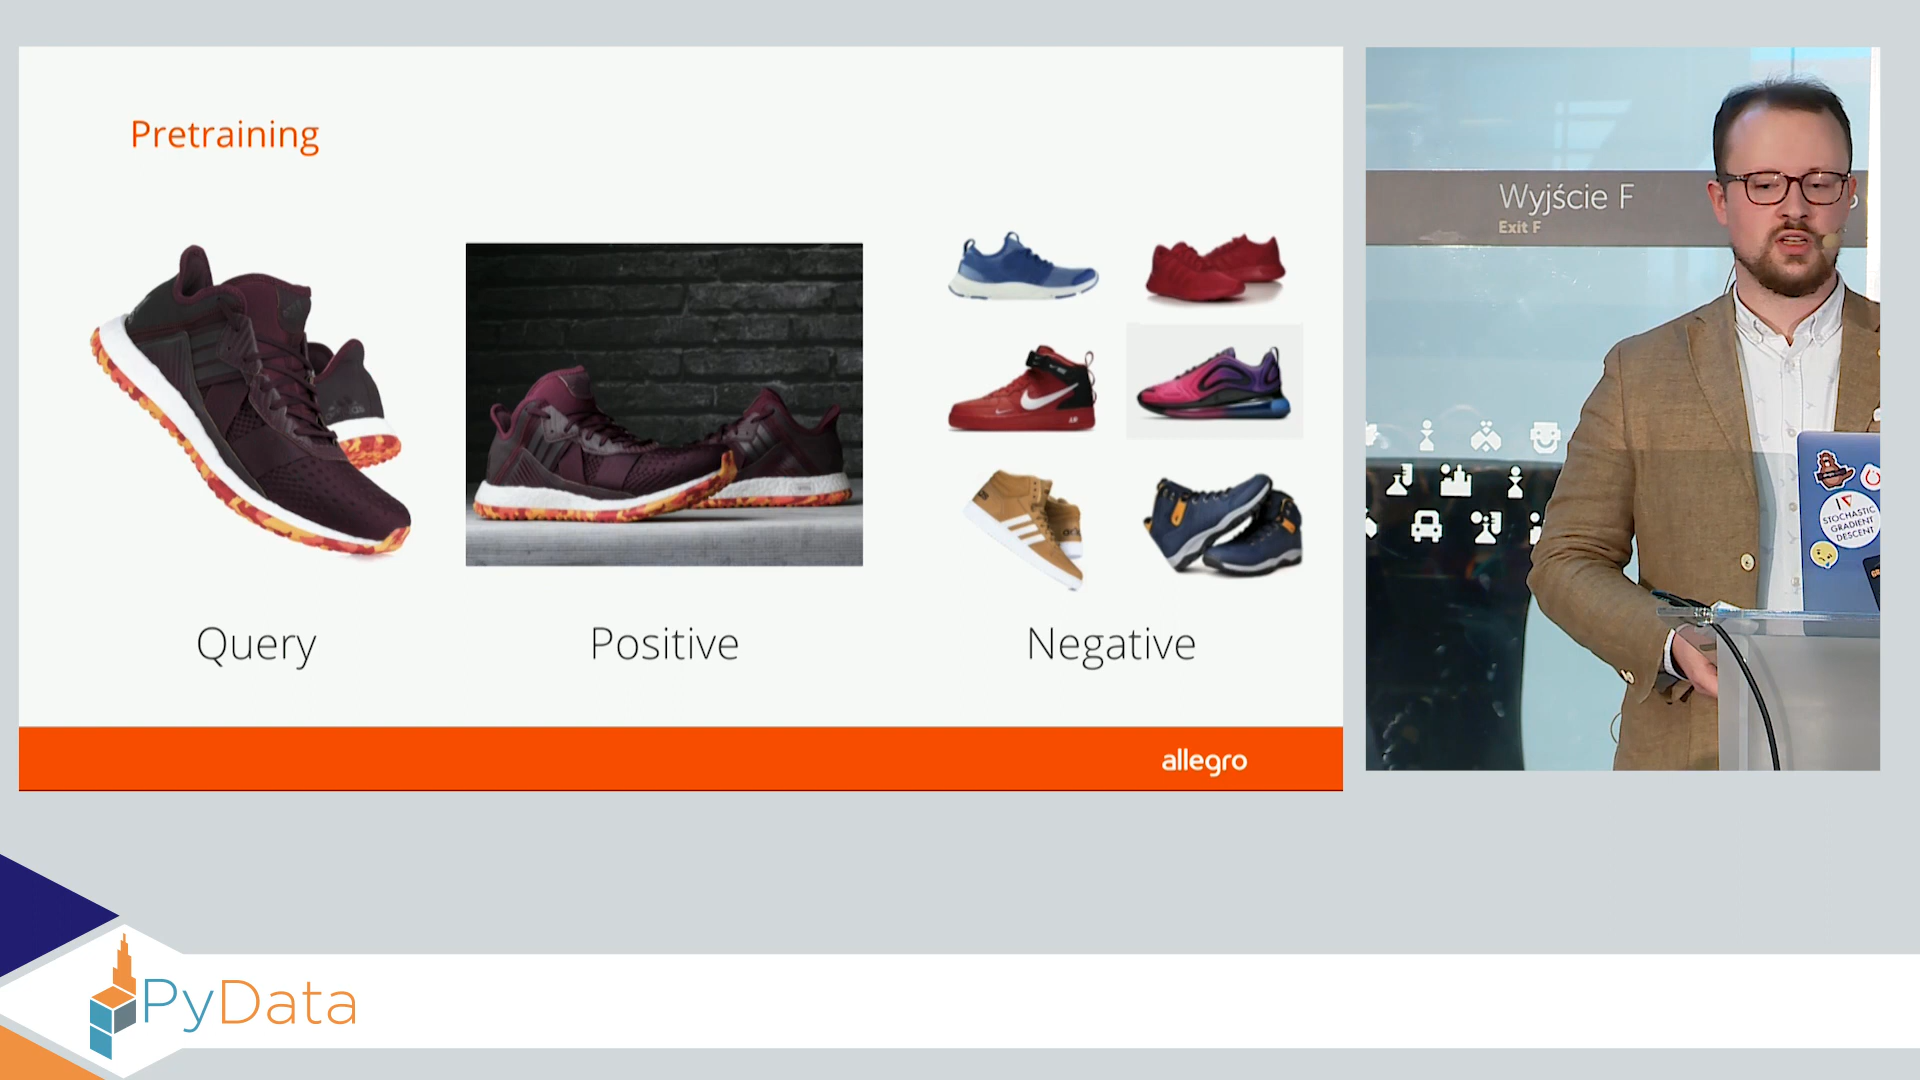 Pretraining
Query
Positive
Negative
allegro
Wyjście F
Exit F
I
STOCHASTIC
GRADIENT
DESCENT
PyData